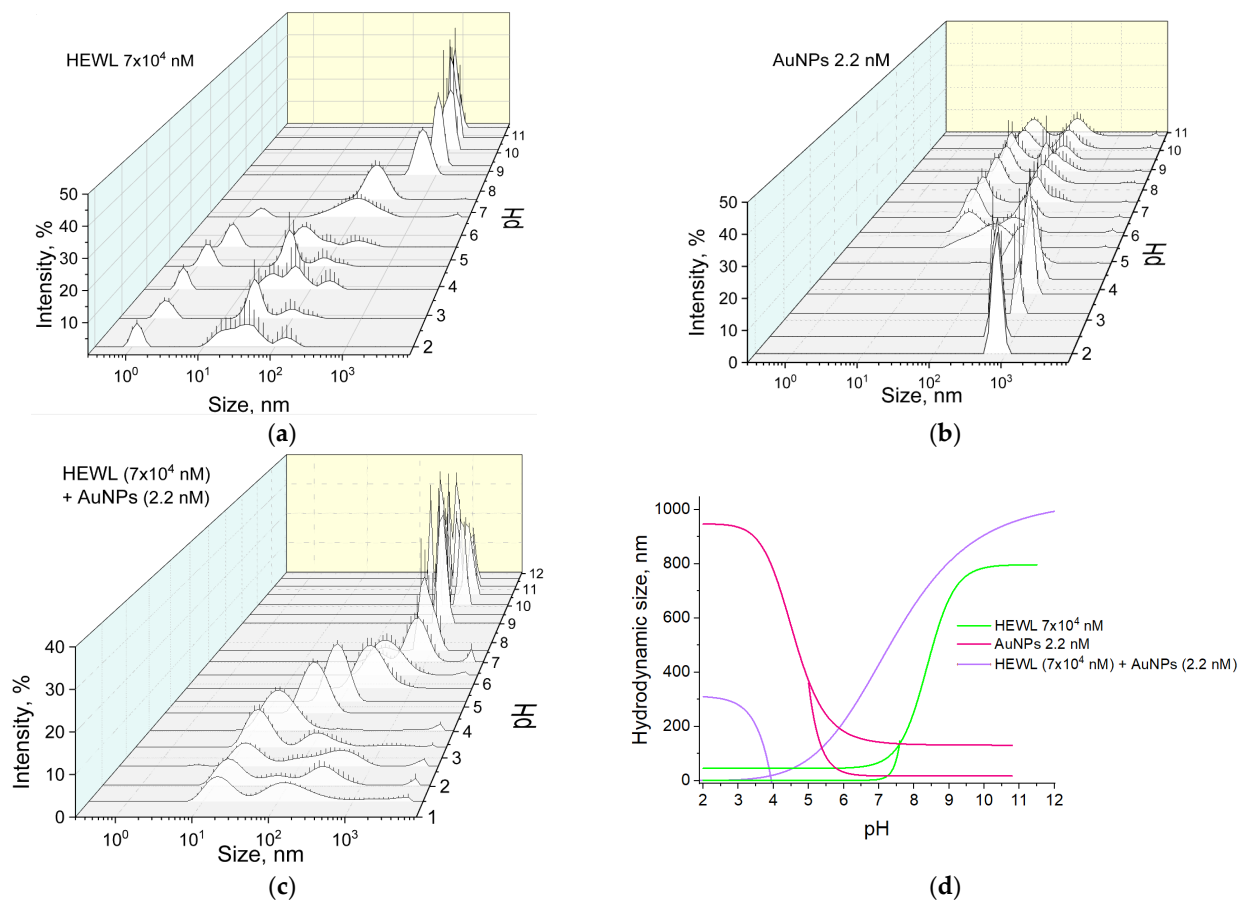 HEWL 7x10⁴ nM
50
40
30
20
10
Intensity, %
10⁰
10¹
10²
10³
Size, nm
2
4
5
6
7
8
9
10
11
pH
(a)
AuNPs 2.2 nM
50
40
30
20
10
0
Intensity, %
10⁰
10¹
10²
10³
Size, nm
2
3
4
5
6
7
8
9
10
11
pH
(b)
HEWL (7x10⁴ nM)
+ AuNPs (2.2 nM)
40
30
20
10
0
Intensity, %
10⁰
10¹
10²
10³
Size, nm
1
2
3
4
5
6
7
8
9
10
11
12
pH
(c)
1000
800
600
400
200
0
Hydrodynamic size, nm
HEWL 7x10⁴ nM
AuNPs 2.2 nM
HEWL (7x10⁴ nM) + AuNPs (2.2 nM)
2 3 4 5 6 7 8 9 10 11 12
pH
(d)